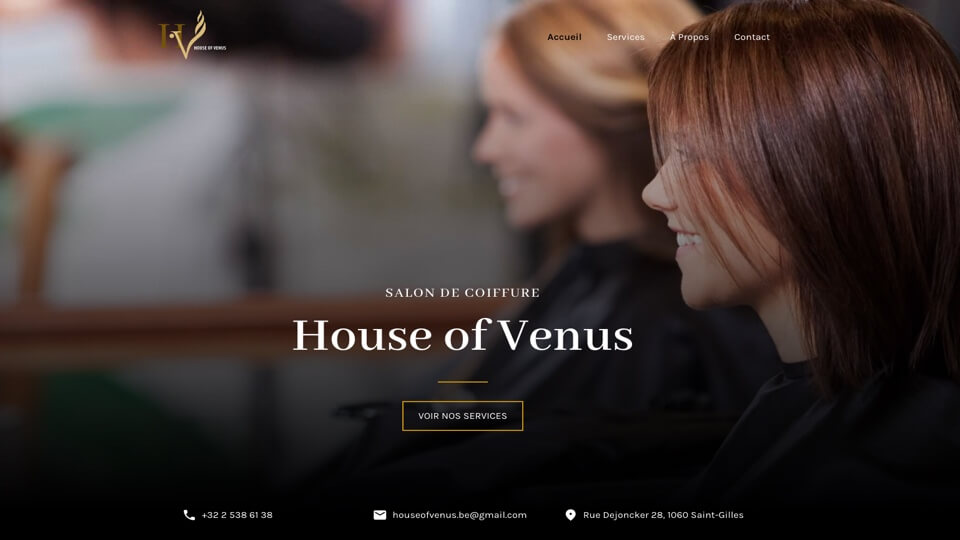 HV
HOUSE OF VENUS
Accueil
Services
À Propos
Contact
SALON DE COIFFURE
House of Venus
VOIR NOS SERVICES
+32 2 538 61 38
houseofvenus.be@gmail.com
Rue Dejoncker 28, 1060 Saint-Gilles